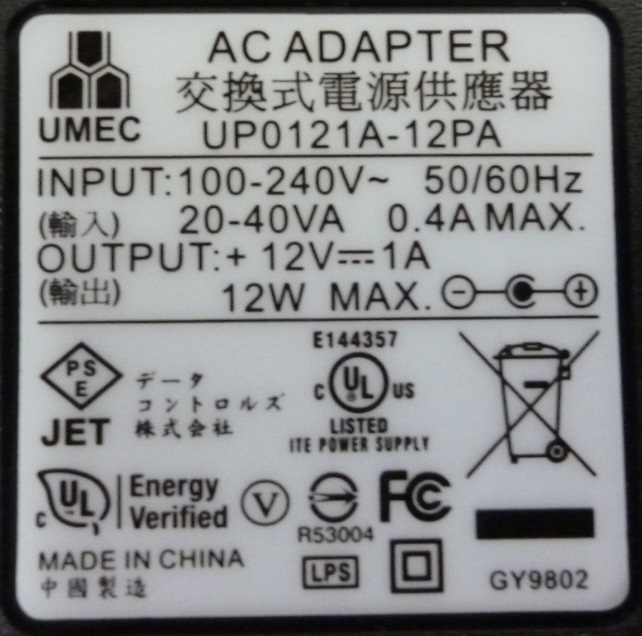 AC ADAPTER
交換式電源供應器
UMEC UP0121A-12PA
INPUT:100-240V~ 50/60Hz
(輸入) 20-40VA 0.4A MAX.
OUTPUT:+ 12V⎓1A
(輸出) 12W MAX.
PSE
JET
データ
コントロルズ
株式会社
E144357
C UL US
LISTED
ITE POWER SUPPLY
C UL Energy
Verified
V
R53004
FC
MADE IN CHINA
中國製造
LPS
GY9802